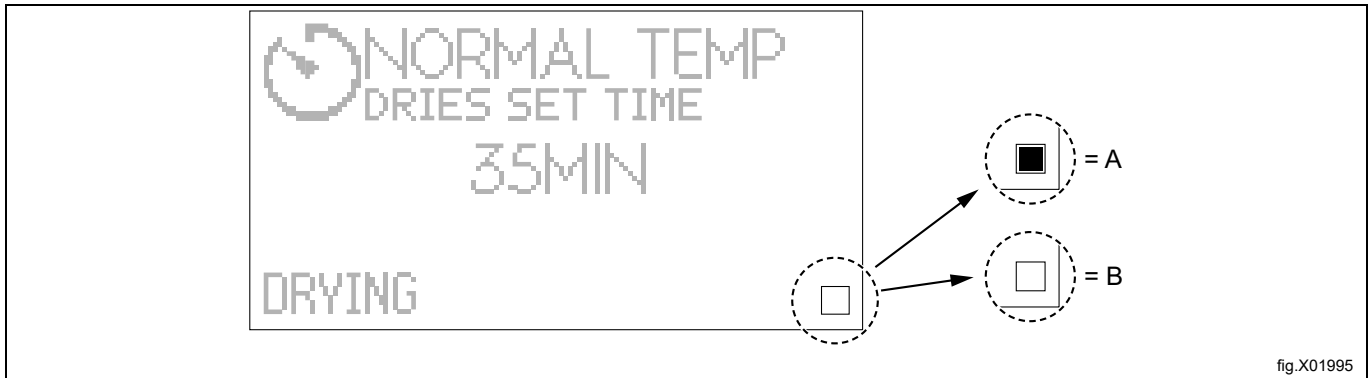 NORMAL TEMP
DRIES SET TIME
35MIN
DRYING
= A
= B
fig.X01995